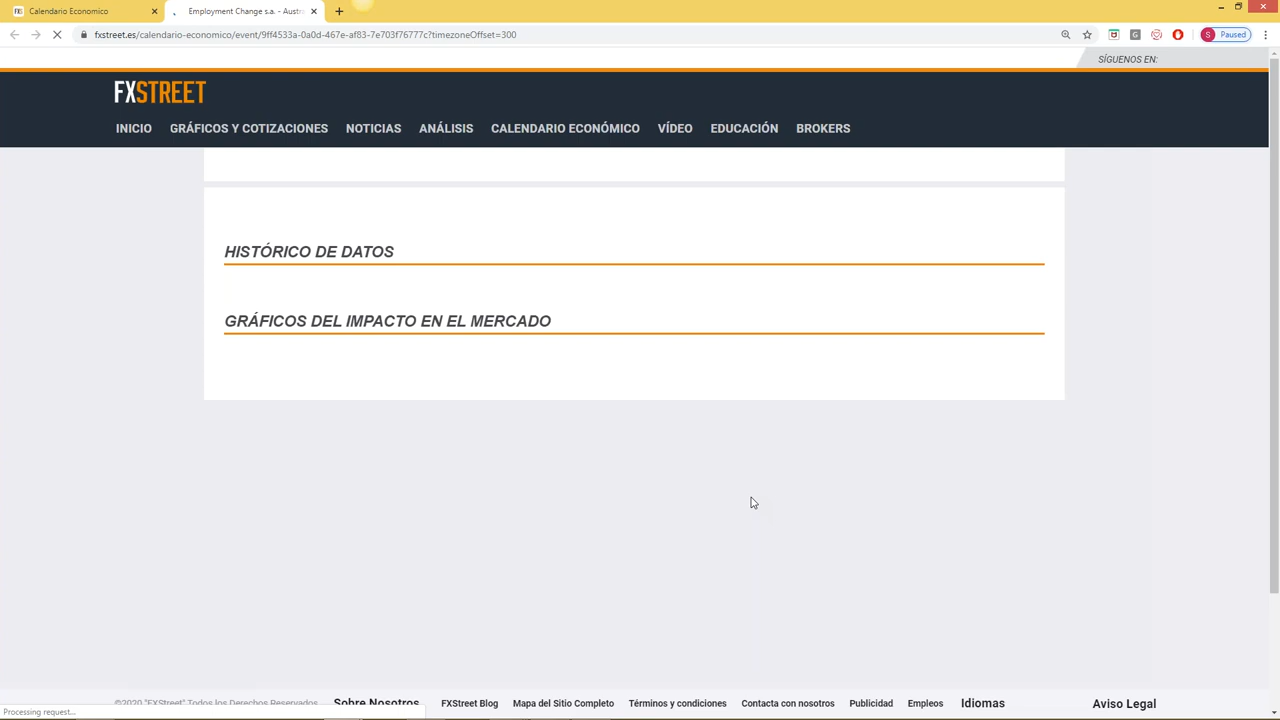 Calendario Economico
Employment Change s.a. - Austra
fxstreet.es/calendario-economico/event/9ff4533a-0a0d-467e-af83-7e703f76777c?timezoneOffset=300
S Paused
SÍGUENOS EN:
FXSTREET
INICIO GRÁFICOS Y COTIZACIONES NOTICIAS ANÁLISIS CALENDARIO ECONÓMICO VÍDEO EDUCACIÓN BROKERS
HISTÓRICO DE DATOS
GRÁFICOS DEL IMPACTO EN EL MERCADO
©2020 "FXStreet" Todos los Derechos Reservados Sobre Nosotros FXStreet Blog Mapa del Sitio Completo Términos y condiciones Contacta con nosotros Publicidad Empleos Idiomas Aviso Legal
Processing request...